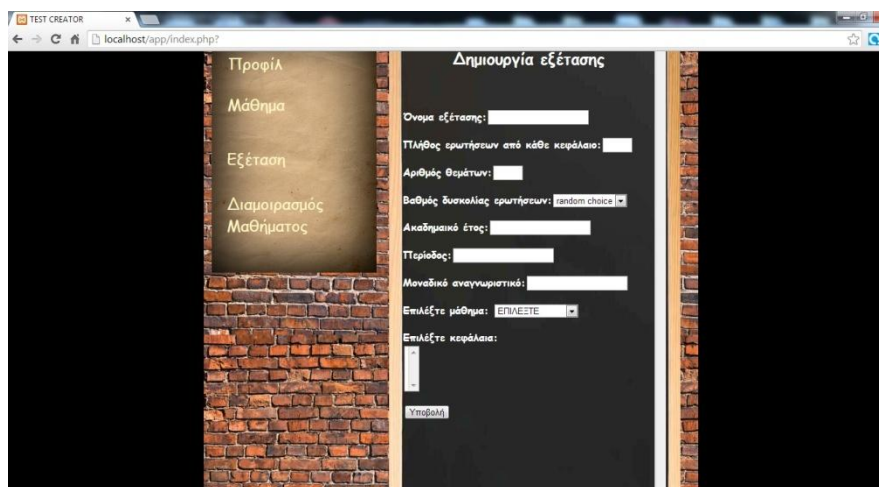 TEST CREATOR
localhost/app/index.php?
Προφίλ
Μάθημα
Εξέταση
Διαμοιρασμός
Μαθήματος
Δημιουργία εξέτασης
Όνομα εξέτασης:
Πλήθος ερωτήσεων από κάθε κεφάλαιο:
Αριθμός θεμάτων:
Βαθμός δυσκολίας ερωτήσεων: random choice
Ακαδημαικό έτος:
Περίοδος:
Μοναδικό αναγνωριστικό:
Επιλέξτε μάθημα: ΕΠΙΛΕΞΤΕ
Επιλέξτε κεφάλαια:
Υποβολή